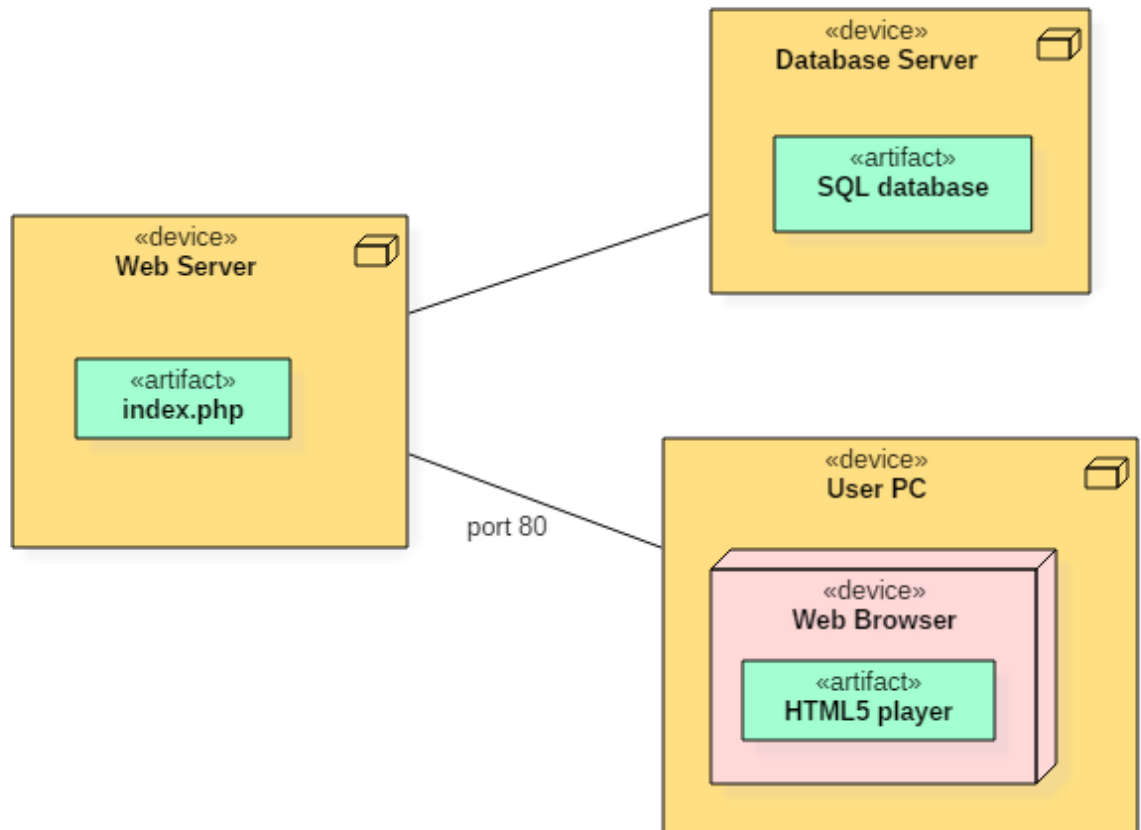 «device»
Database Server
«artifact»
SQL database
«device»
Web Server
«artifact»
index.php
port 80
«device»
User PC
«device»
Web Browser
«artifact»
HTML5 player